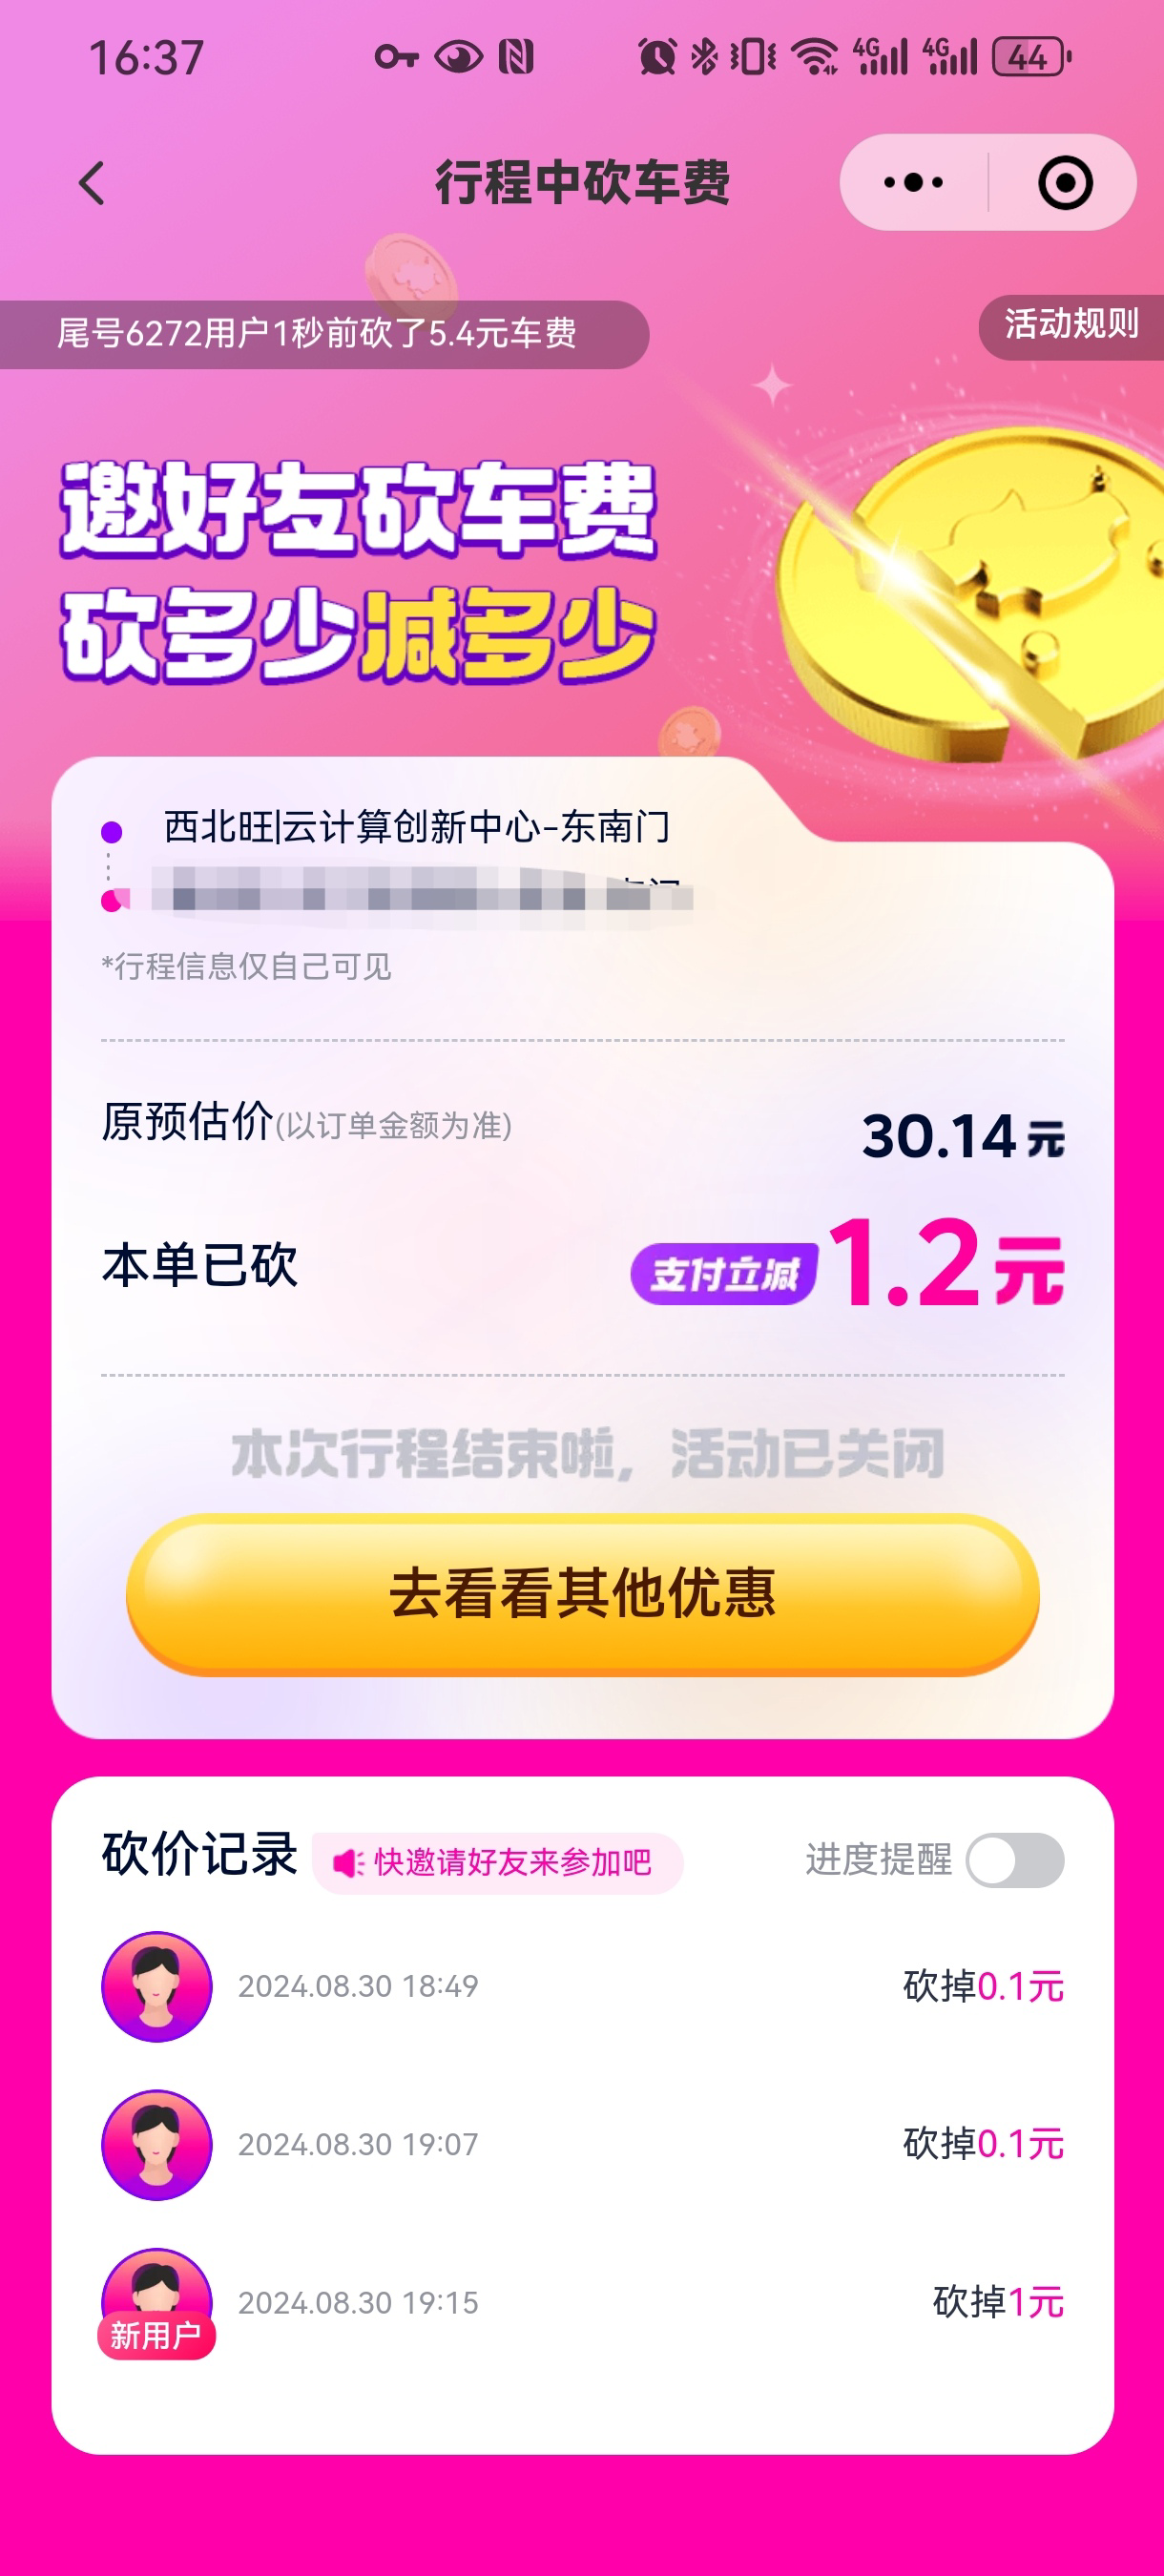 16:37
4G
4G
44
行程中砍车费
尾号6272用户1秒前砍了5.4元车费
活动规则
邀好友砍车费
砍多少减多少
西北旺|云计算创新中心-东南门
*行程信息仅自己可见
原预估价(以订单金额为准)
30.14元
本单已砍
支付立减
1.2元
本次行程结束啦，活动已关闭
去看看其他优惠
砍价记录
快邀请好友来参加吧
进度提醒
2024.08.30 18:49
砍掉0.1元
2024.08.30 19:07
砍掉0.1元
2024.08.30 19:15
砍掉1元
新用户